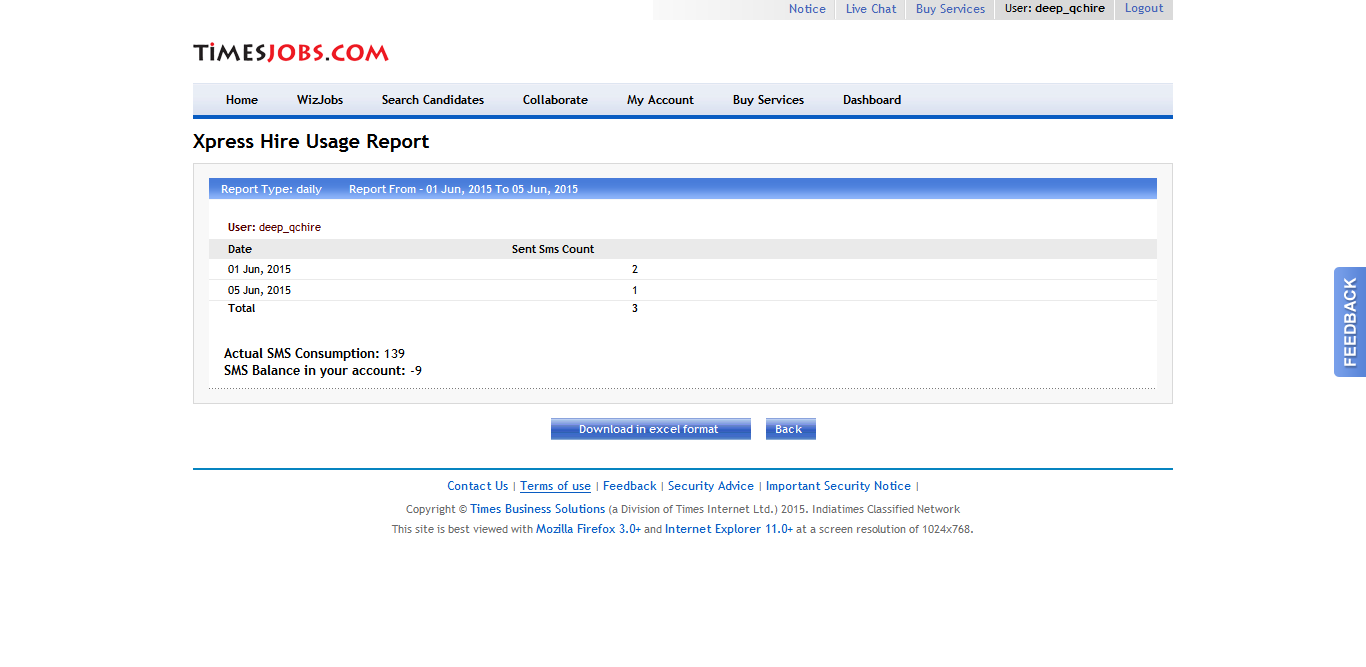 Notice Live Chat Buy Services User: deep_qchire Logout
TiMESJOBS.COM
Home WizJobs Search Candidates Collaborate My Account Buy Services Dashboard
Xpress Hire Usage Report
Report Type: daily Report From - 01 Jun, 2015 To 05 Jun, 2015
User: deep_qchire
Date Sent Sms Count
01 Jun, 2015 2
05 Jun, 2015 1
Total 3
FEEDBACK
Actual SMS Consumption: 139
SMS Balance in your account: -9
Download in excel format Back
Contact Us | Terms of use | Feedback | Security Advice | Important Security Notice |
Copyright © Times Business Solutions (a Division of Times Internet Ltd.) 2015. Indiatimes Classified Network
This site is best viewed with Mozilla Firefox 3.0+ and Internet Explorer 11.0+ at a screen resolution of 1024x768.